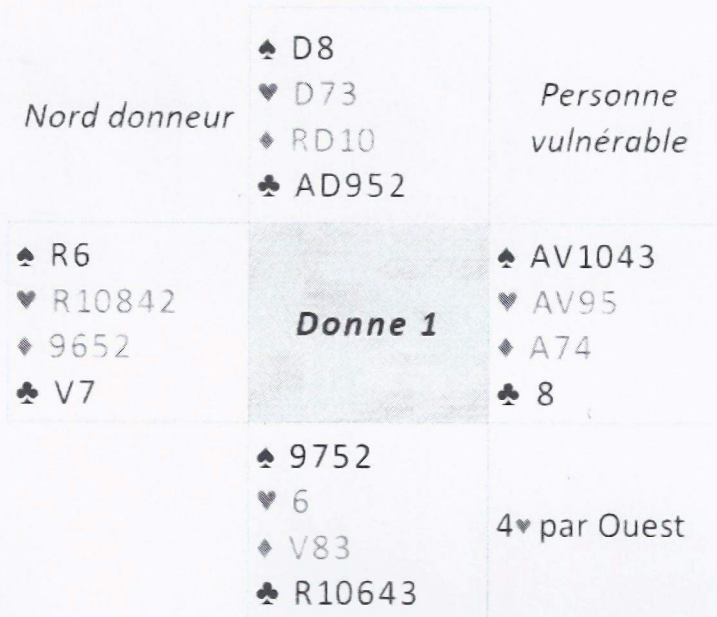 Nord donneur
♠ D8
♥ D73
♦ RD10
♣ AD952
Personne
vulnérable
♠ R6
♥ R10842
♦ 9652
♣ V7
Donne 1
♠ AV1043
♥ AV95
♦ A74
♣ 8
♠ 9752
♥ 6
♦ V83
♣ R10643
4♥ par Ouest